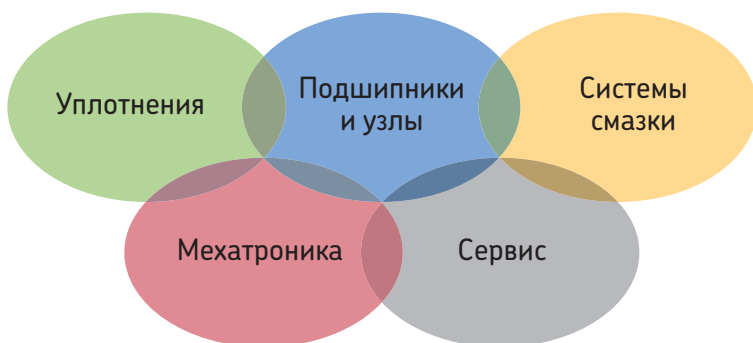 Уплотнения
Подшипники
и узлы
Системы
смазки
Мехатроника
Сервис